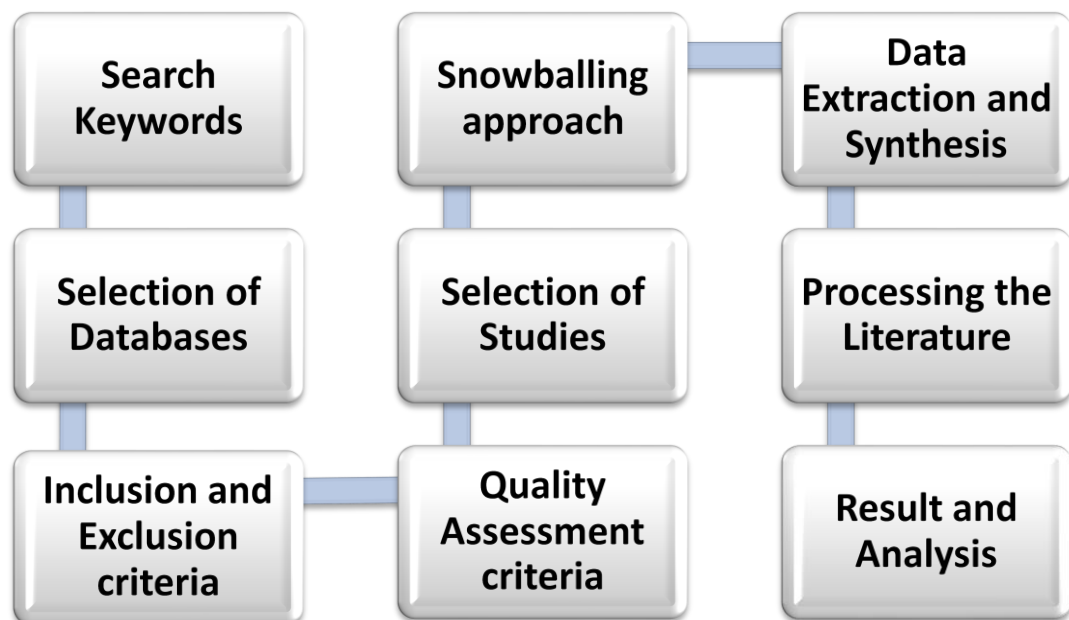 Search
Keywords
Selection of
Databases
Inclusion and
Exclusion
criteria
Quality
Assessment
criteria
Selection of
Studies
Snowballing
approach
Data
Extraction and
Synthesis
Processing the
Literature
Result and
Analysis